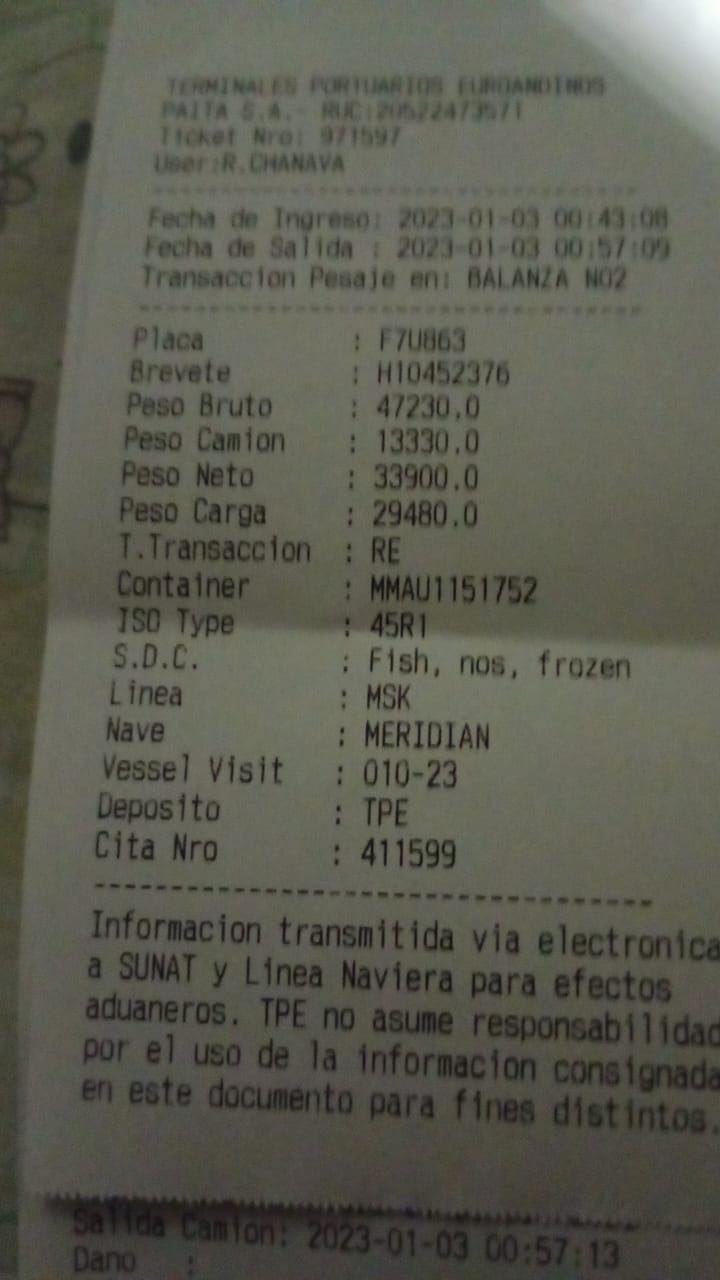 TERMINALES PORTUARIOS EUROANDINOS
PAITA S.A.- RUC:20522473571
Ticket Nro: 971597
User:R.CHANAVA
--------------------------------
Fecha de Ingreso: 2023-01-03 00:43:08
Fecha de Salida : 2023-01-03 00:57:09
Transaccion Pesaje en: BALANZA NO2
--------------------------------
Placa : F7U863
Brevete : H10452376
Peso Bruto : 47230.0
Peso Camion : 13330.0
Peso Neto : 33900.0
Peso Carga : 29480.0
T.Transaccion : RE
Container : MMAU1151752
ISO Type : 45R1
S.D.C. : Fish, nos, frozen
Linea : MSK
Nave : MERIDIAN
Vessel Visit : 010-23
Deposito : TPE
Cita Nro : 411599
--------------------------------
Informacion transmitida via electronica
a SUNAT y Linea Naviera para efectos
aduaneros. TPE no asume responsabilidad
por el uso de la informacion consignada
en este documento para fines distintos.
Salida Camion: 2023-01-03 00:57:13
Dano :